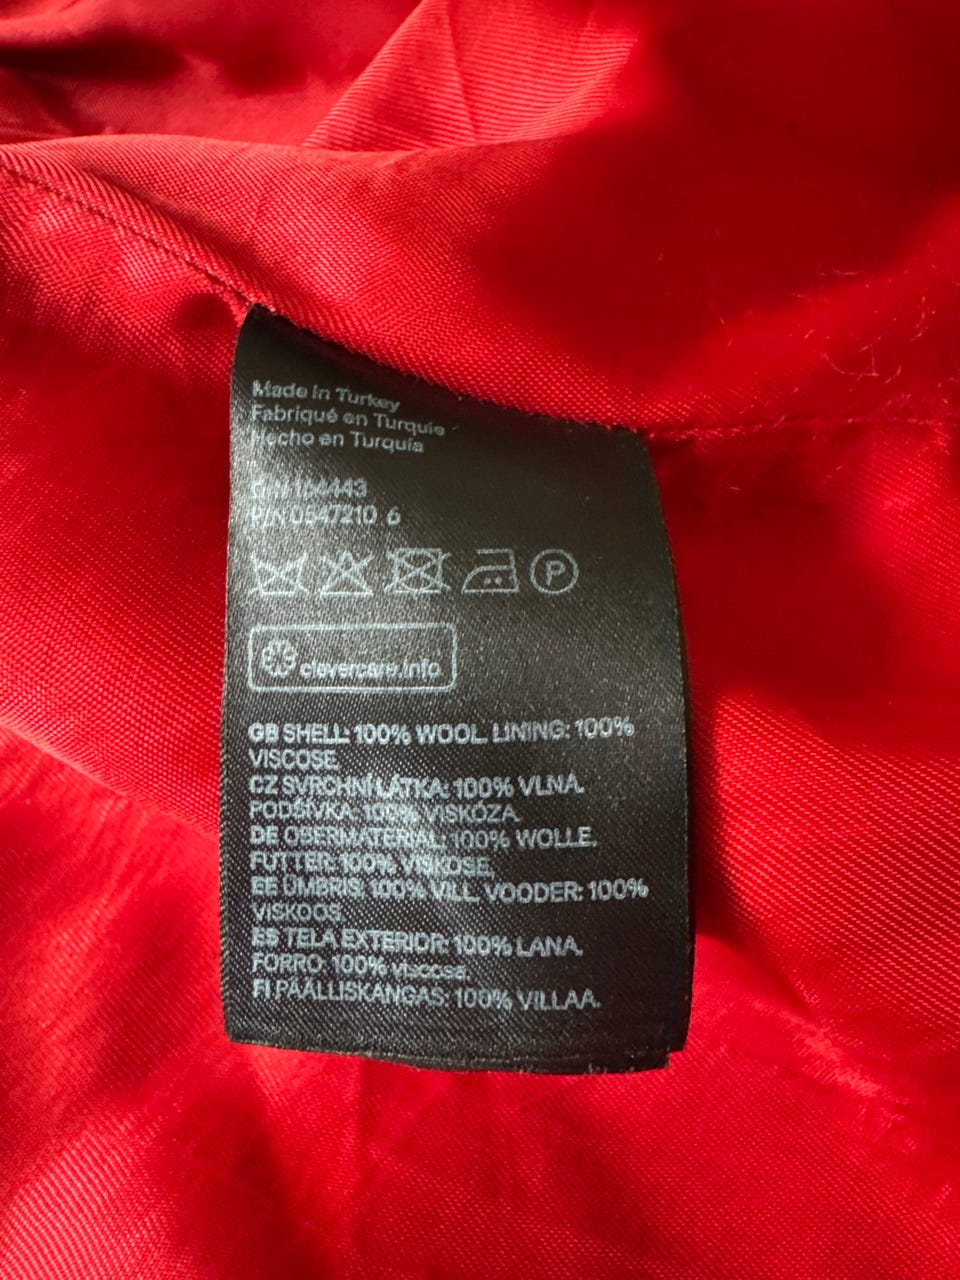 Made in Turkey
Fabriqué en Turquie
Hecho en Turquía
P/N 0547210 6
P
clevercare.info
GB SHELL: 100% WOOL. LINING: 100%
VISCOSE.
CZ SVRCHNÍ LÁTKA: 100% VLNA.
PODŠÍVKA: 100% VISKÓZA.
DE OBERMATERIAL: 100% WOLLE.
FUTTER: 100% VISKOSE.
EE ÜMBRIS: 100% VILL VOODER: 100%
VISKOOS
ES TELA EXTERIOR: 100% LANA.
FORRO: 100% viscosa.
FI PÄÄLLISKANGAS: 100% VILLAA.